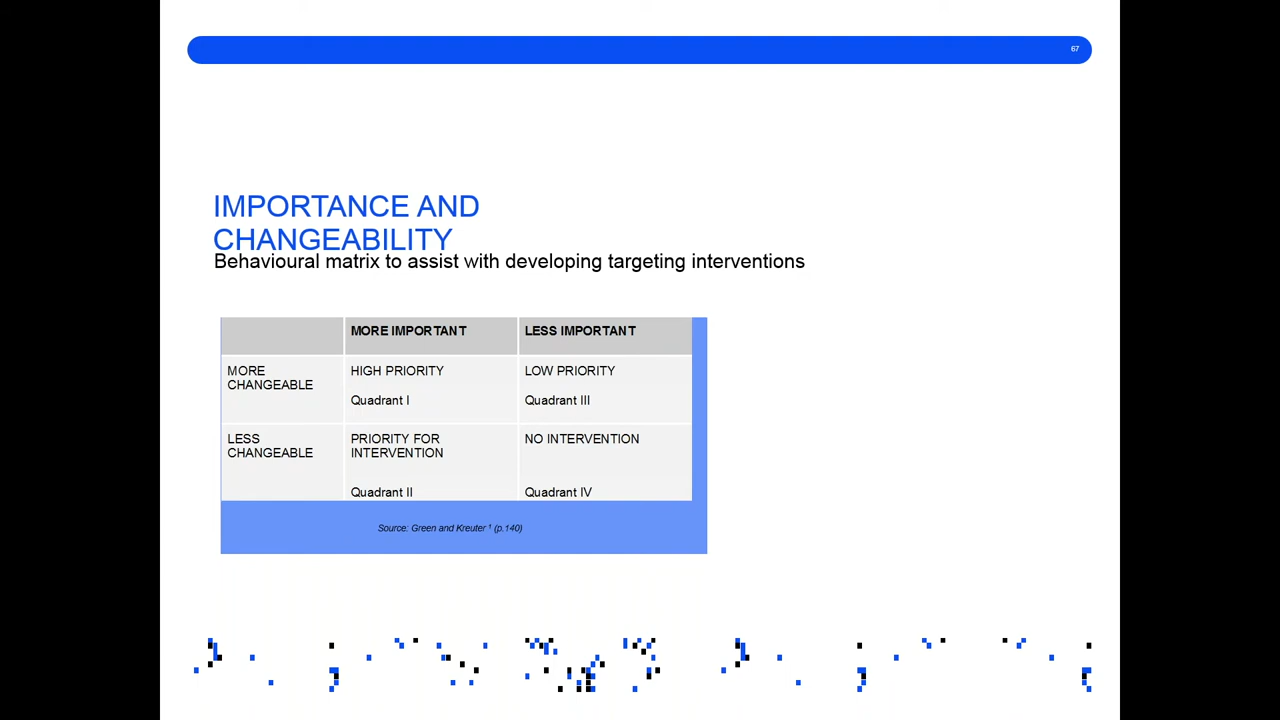 67
IMPORTANCE AND
CHANGEABILITY
Behavioural matrix to assist with developing targeting interventions
MORE IMPORTANT
LESS IMPORTANT
MORE
CHANGEABLE
HIGH PRIORITY
Quadrant I
LOW PRIORITY
Quadrant III
LESS
CHANGEABLE
PRIORITY FOR
INTERVENTION
Quadrant II
NO INTERVENTION
Quadrant IV
Source: Green and Kreuter ¹ (p.140)